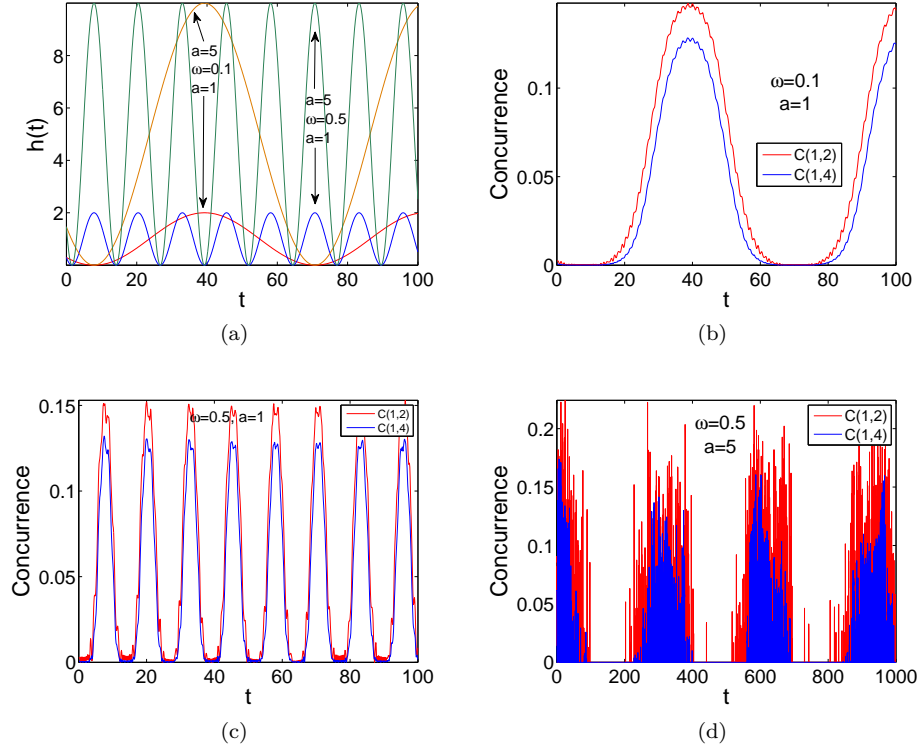 h(t)
8
6
4
2
0
20
40
60
80
100
t
a=5
ω=0.1
a=1
a=5
ω=0.5
a=1
(a)
Concurrence
0.1
0.05
0
0
20
40
60
80
100
t
ω=0.1
a=1
C(1,2)
C(1,4)
(b)
Concurrence
0.15
0.1
0.05
0
0
20
40
60
80
100
t
ω=0.5, a=1
C(1,2)
C(1,4)
(c)
Concurrence
0.2
0.15
0.1
0.05
0
0
200
400
600
800
1000
t
ω=0.5
a=5
C(1,2)
C(1,4)
(d)